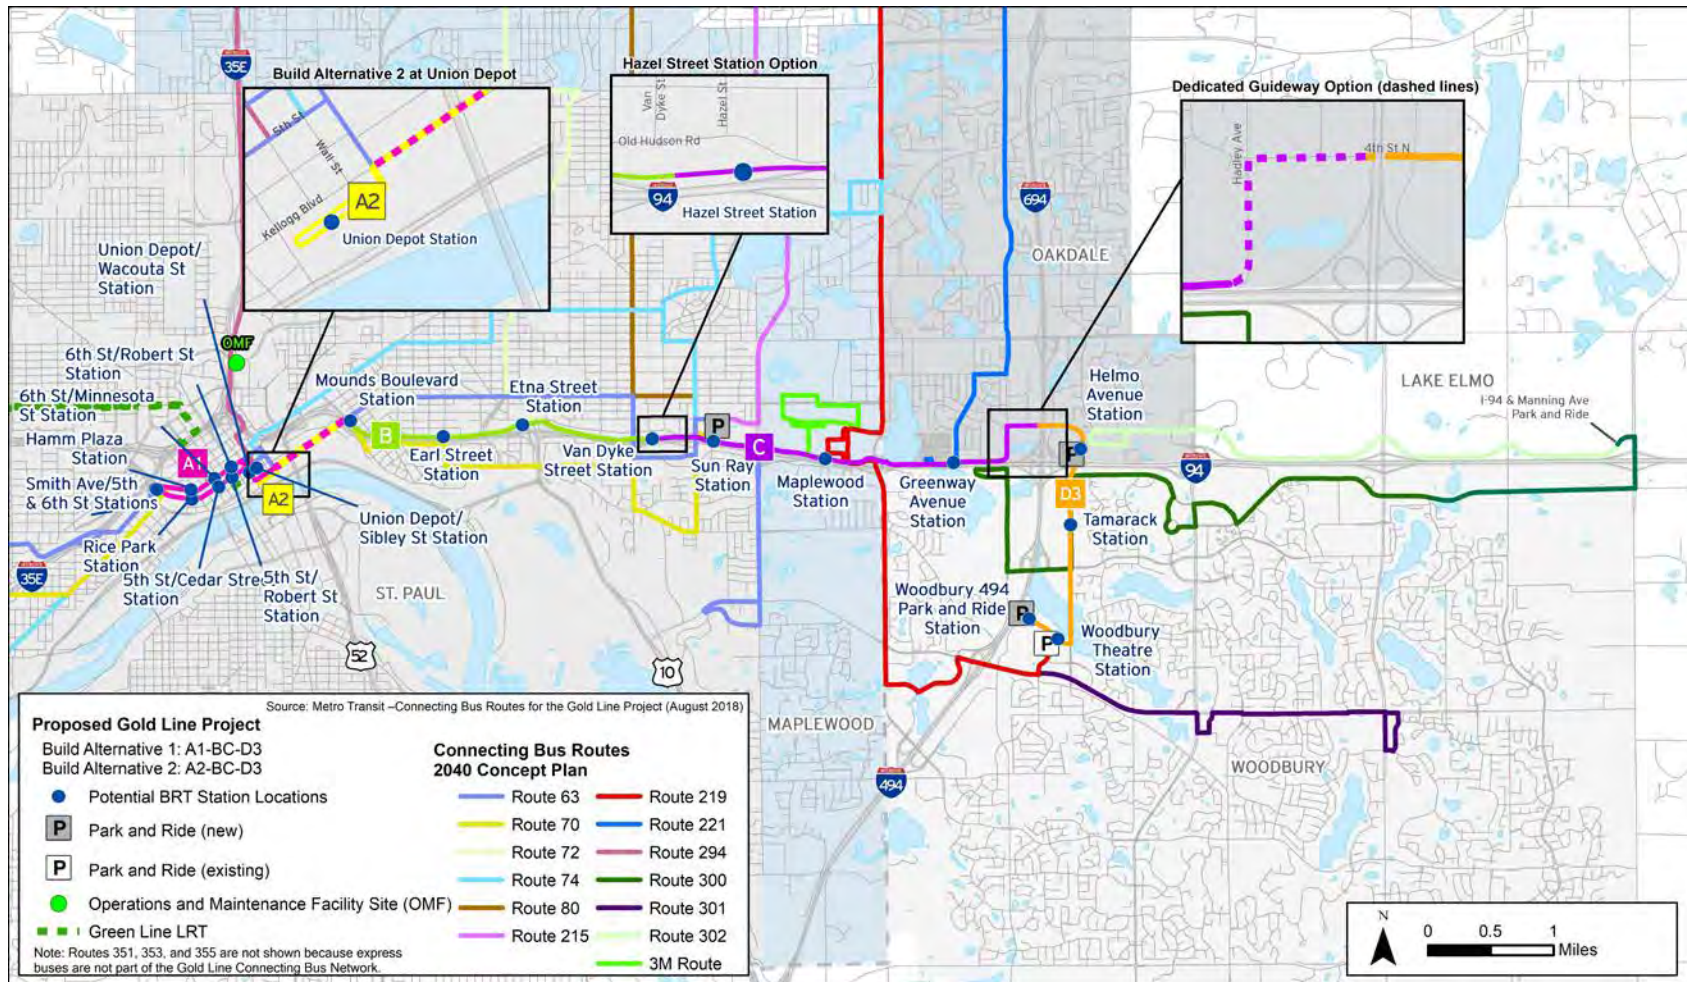 INTERSTATE
35E
Build Alternative 2 at Union Depot
5th St
Wall St
Kellogg Blvd
A2
Union Depot Station
Hazel Street Station Option
Van
Dyke St
Hazel St
Old Hudson Rd
94
Hazel Street Station
Dedicated Guideway Option (dashed lines)
Hadley Ave
4th St N
694
OAKDALE
LAKE ELMO
I-94 & Manning Ave
Park and Ride
Union Depot/
Wacouta St
Station
OMF
6th St/Robert St
Station
6th St/Minnesota
St Station
Hamm Plaza
Station
A1
Smith Ave/5th
& 6th St Stations
Rice Park
Station
5th St/Cedar Stree
Station
5th St/
Robert St
Station
A2
Union Depot/
Sibley St Station
Mounds Boulevard
Station
B
Earl Street
Station
Etna Street
Station
Van Dyke
Street Station
P
Sun Ray
Station
C
Maplewood
Station
Greenway
Avenue
Station
Helmo
Avenue
Station
P
94
D3
Tamarack
Station
Woodbury 494
Park and Ride
Station
P
P
Woodbury
Theatre
Station
35E
ST. PAUL
52
10
MAPLEWOOD
494
WOODBURY
Source: Metro Transit –Connecting Bus Routes for the Gold Line Project (August 2018)
Proposed Gold Line Project
Build Alternative 1: A1-BC-D3
Build Alternative 2: A2-BC-D3
Potential BRT Station Locations
P Park and Ride (new)
P Park and Ride (existing)
Operations and Maintenance Facility Site (OMF)
Green Line LRT
Note: Routes 351, 353, and 355 are not shown because express
buses are not part of the Gold Line Connecting Bus Network.
Connecting Bus Routes
2040 Concept Plan
Route 63
Route 70
Route 72
Route 74
Route 80
Route 215
Route 219
Route 221
Route 294
Route 300
Route 301
Route 302
3M Route
N
0 0.5 1
Miles